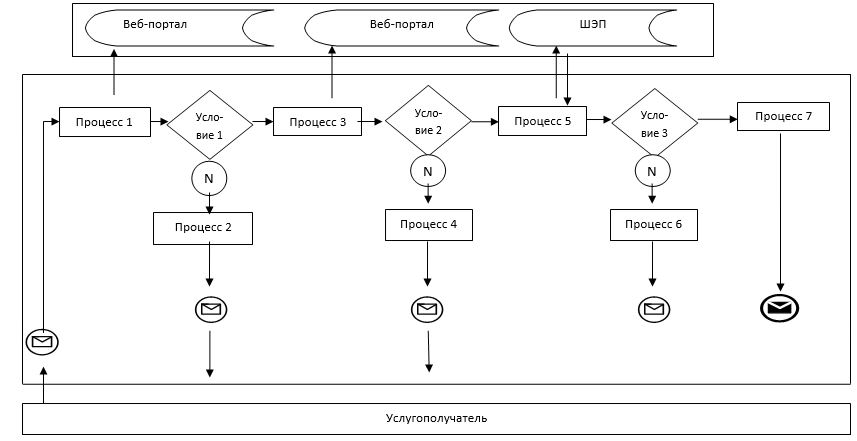 Веб-портал
Веб-портал
ШЭП
Процесс 1
Усло-
вие 1
Процесс 3
Усло-
вие 2
Процесс 5
Усло-
вие 3
Процесс 7
N
N
N
Процесс 2
Процесс 4
Процесс 6
Услугополучатель